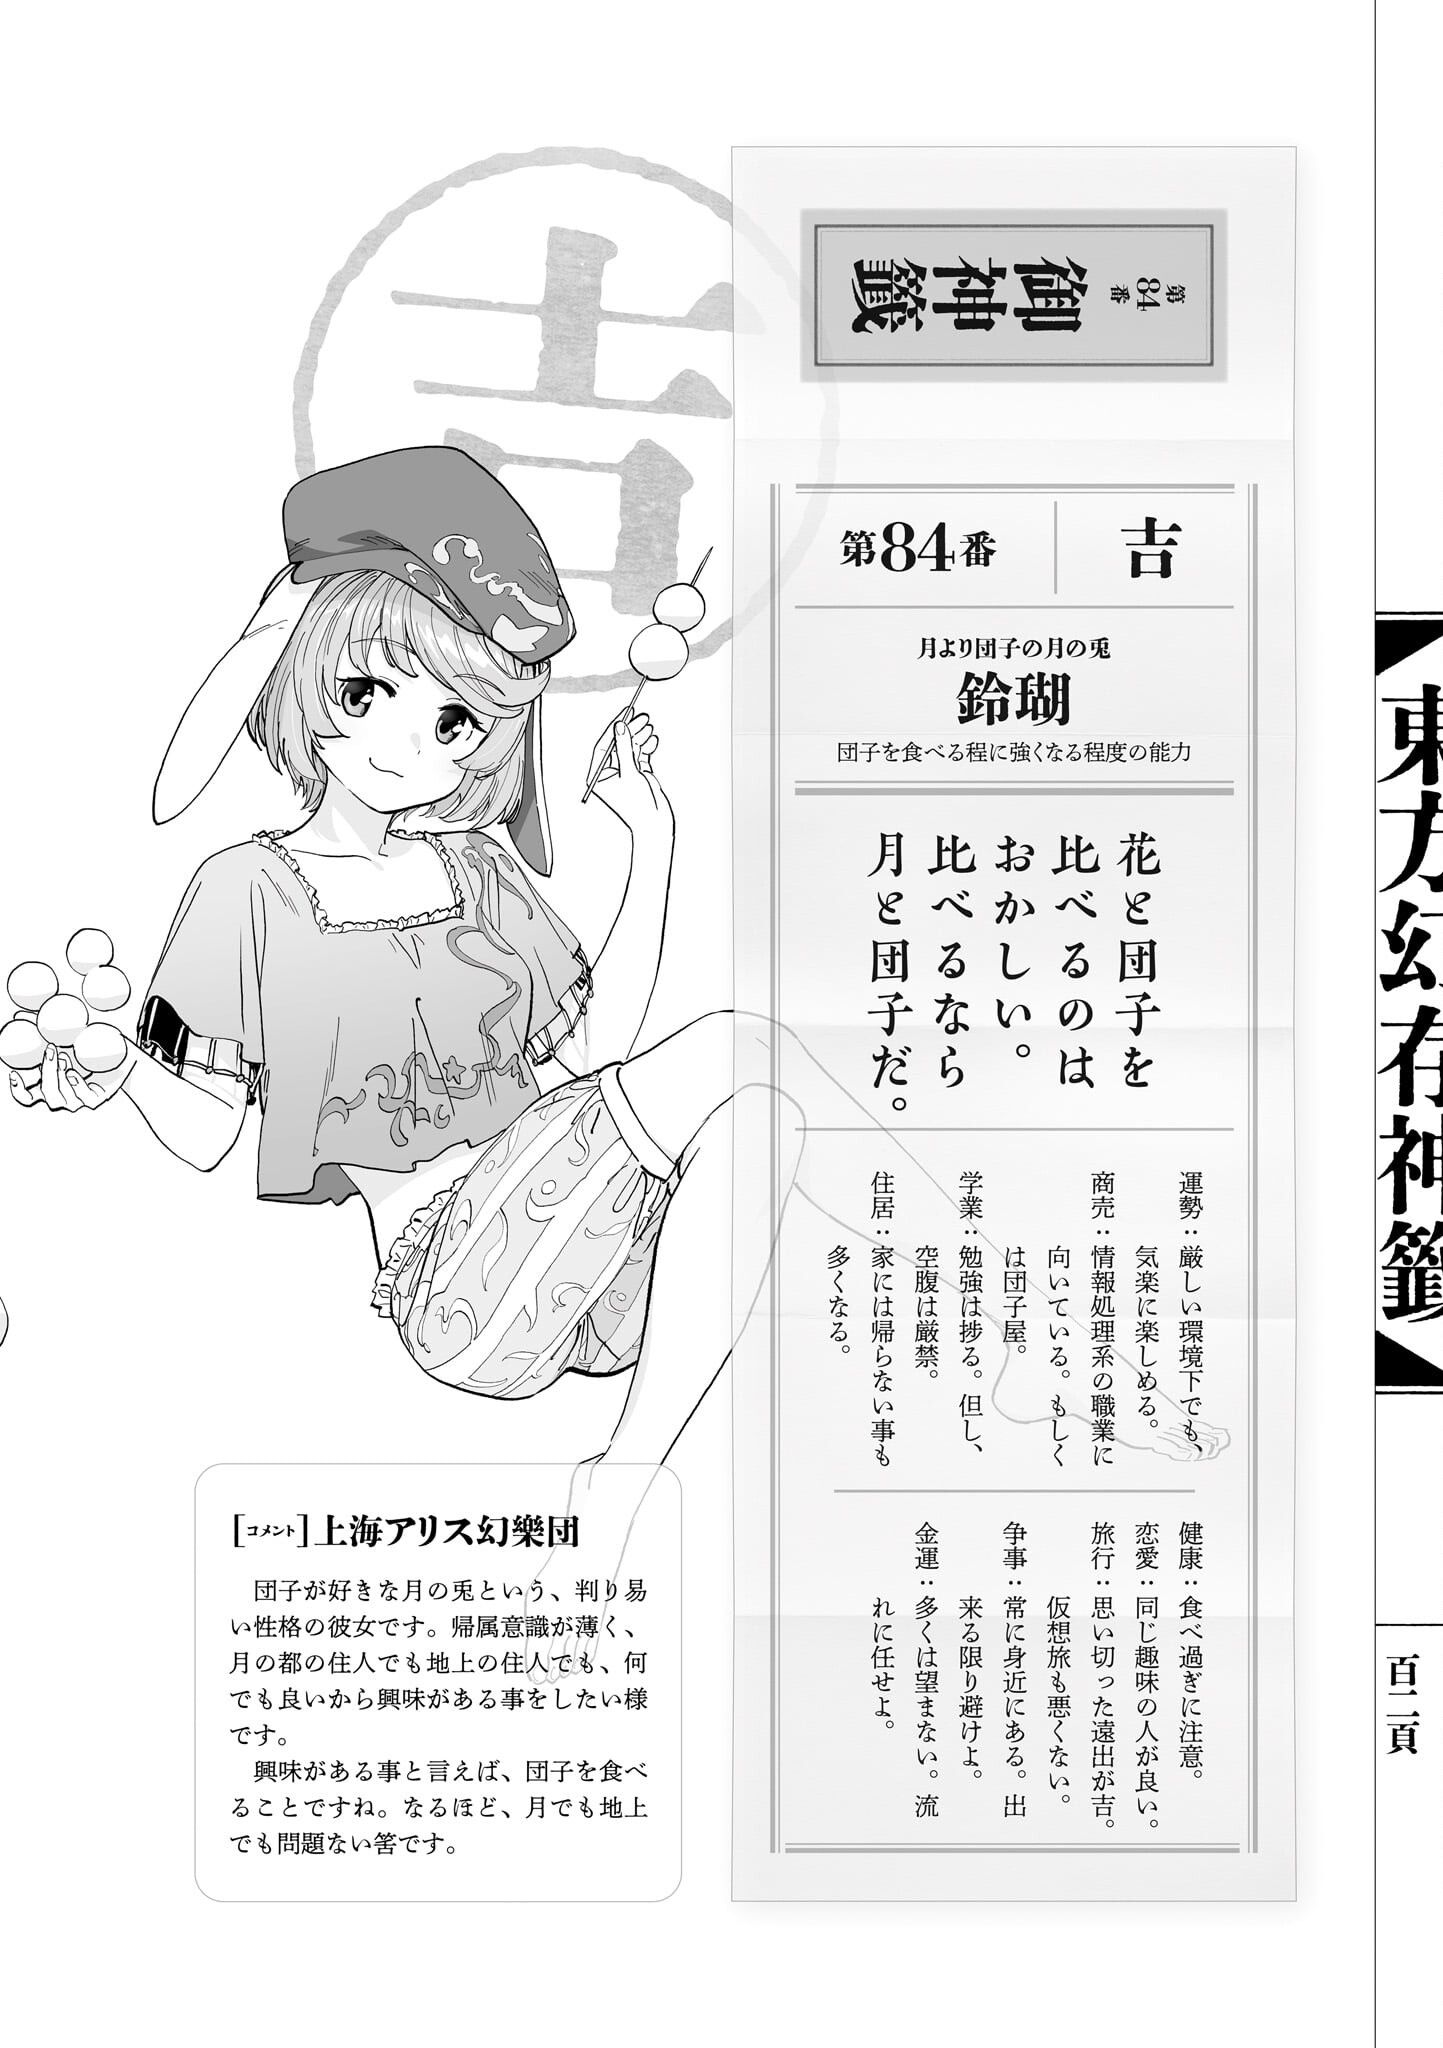 吉
御神籤
第84番
吉
第84番
月より団子の月の兎
鈴瑚
団子を食べる程に強くなる程度の能力
花と団子を
比べるのは
おかしい。
比べるなら
月と団子だ。
運勢：厳しい環境下でも、
気楽に楽しめる。
商売：情報処理系の職業に
向いている。もしく
は団子屋。
学業：勉強は捗る。但し、
空腹は厳禁。
住居：家には帰らない事も
多くなる。
健康：食べ過ぎに注意。
恋愛：同じ趣味の人が良い。
旅行：思い切った遠出が吉。
仮想旅も悪くない。
争事：常に身近にある。出
来る限り避けよ。
金運：多くは望まない。流
れに任せよ。
［コメント］上海アリス幻樂団
団子が好きな月の兎という、判り易
い性格の彼女です。帰属意識が薄く、
月の都の住人でも地上の住人でも、何
でも良いから興味がある事をしたい様
です。
興味がある事と言えば、団子を食べ
ることですね。なるほど、月でも地上
でも問題ない筈です。
東方幻存神籤
百二頁